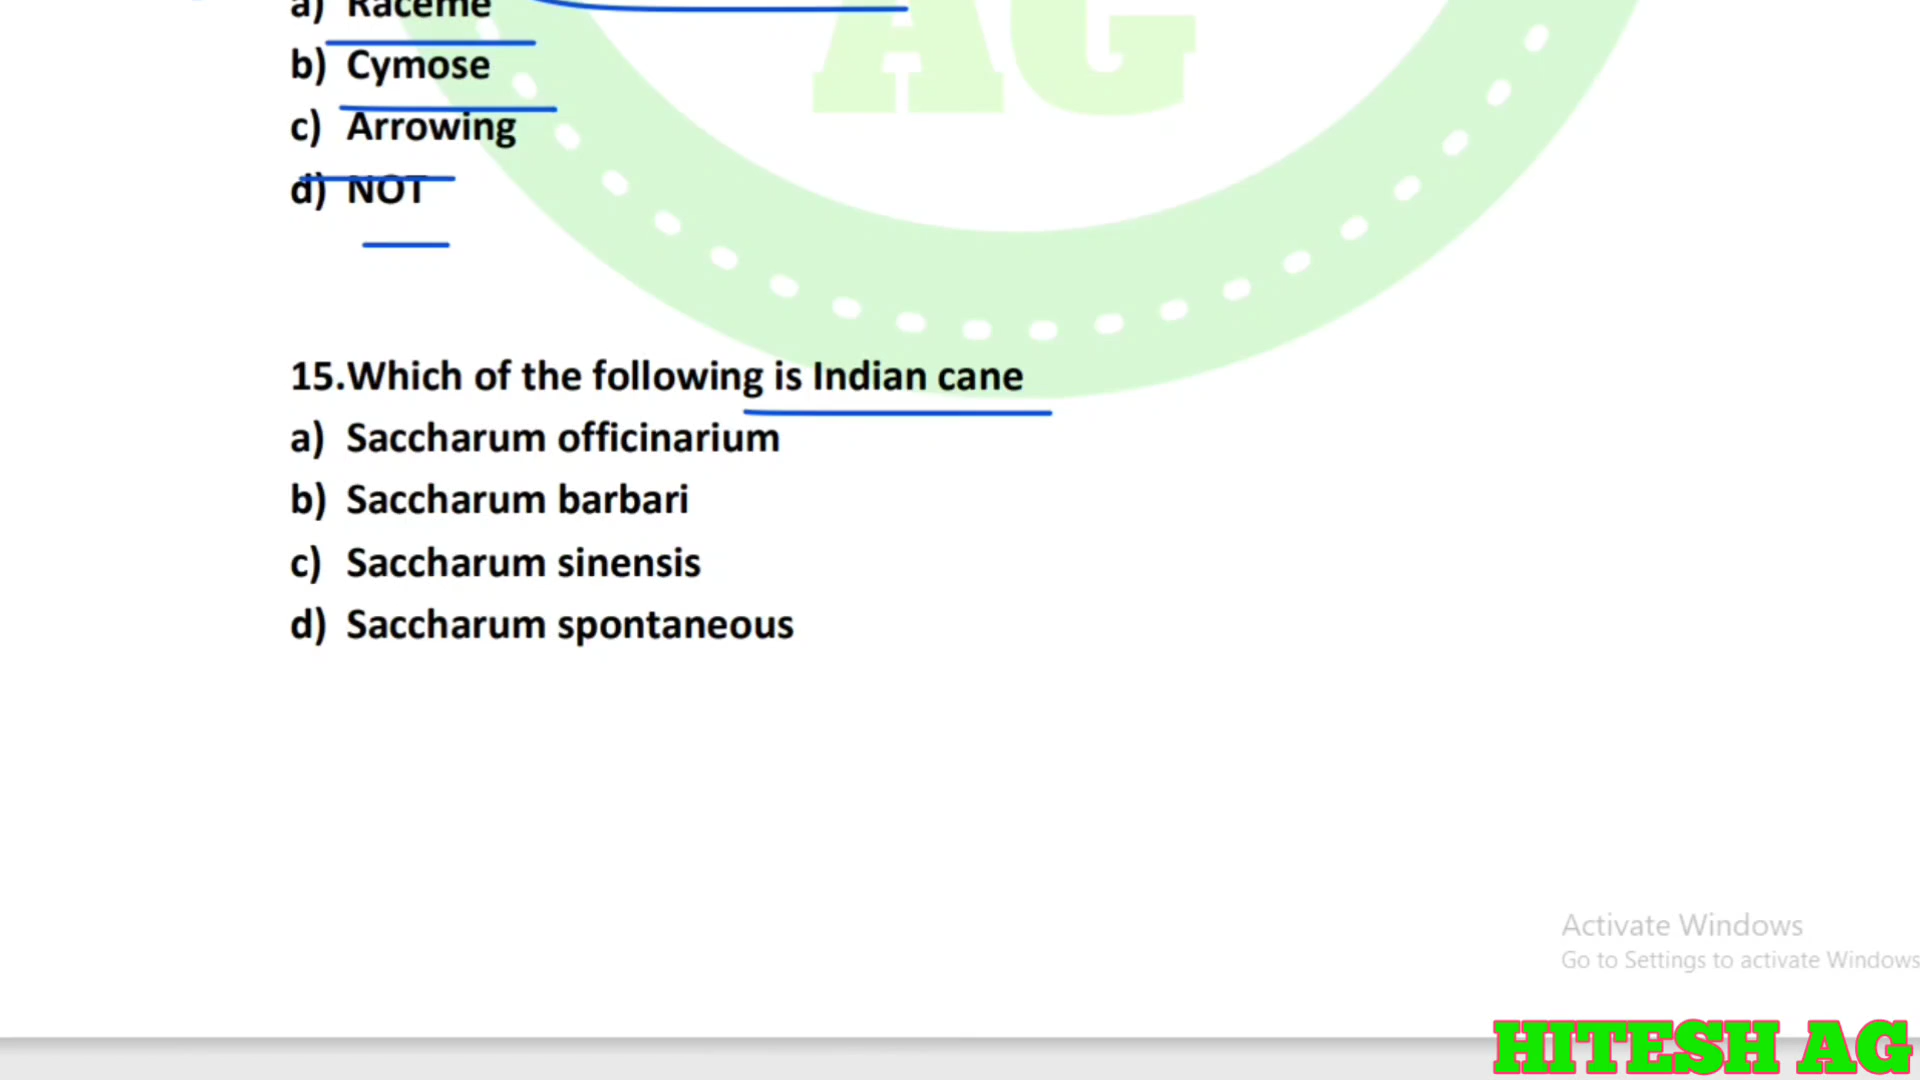 a) Raceme
b) Cymose
c) Arrowing
d) NOT
AG
15.Which of the following is Indian cane
a) Saccharum officinarium
b) Saccharum barbari
c) Saccharum sinensis
d) Saccharum spontaneous
Activate Windows
Go to Settings to activate Windows
HITESH AG